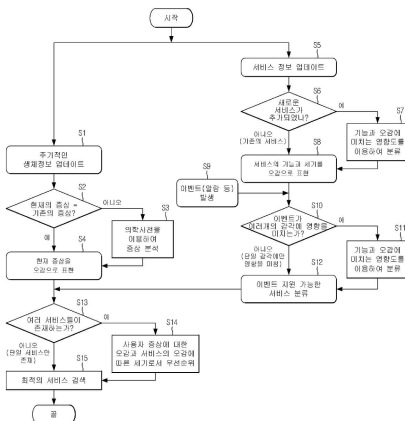 시작
S1
주기적인
생체정보 업데이트
S2
현재의 증상 =
기존의 증상?
아니오
예
S3
의학사전을
이용하여
증상 분석
S4
현재 증상을
오감으로 표현
S5
서비스 정보 업데이트
S6
새로운
서비스가
추가되었나?
예
아니오
(기존의 서비스)
S7
기능과 오감에
미치는 영향도를
이용하여 분류
S8
서비스의 기능과 세기를
오감으로 표현
S9
이벤트(알람 등)
발생
S10
이벤트가
여러개의 감각에 영향을
미치는가?
예
아니오
(단일 감각에만
영향을 미침)
S11
기능과 오감에
미치는 영향도를
이용하여 분류
S12
이벤트 지원 가능한
서비스 분류
S13
여러 서비스들이
존재하는가?
예
아니오
(단일 서비스만
존재)
S14
사용자 증상에 대한
오감과 서비스의 오감에
따른 세기로서 우선순위
S15
최적의 서비스 검색
끝